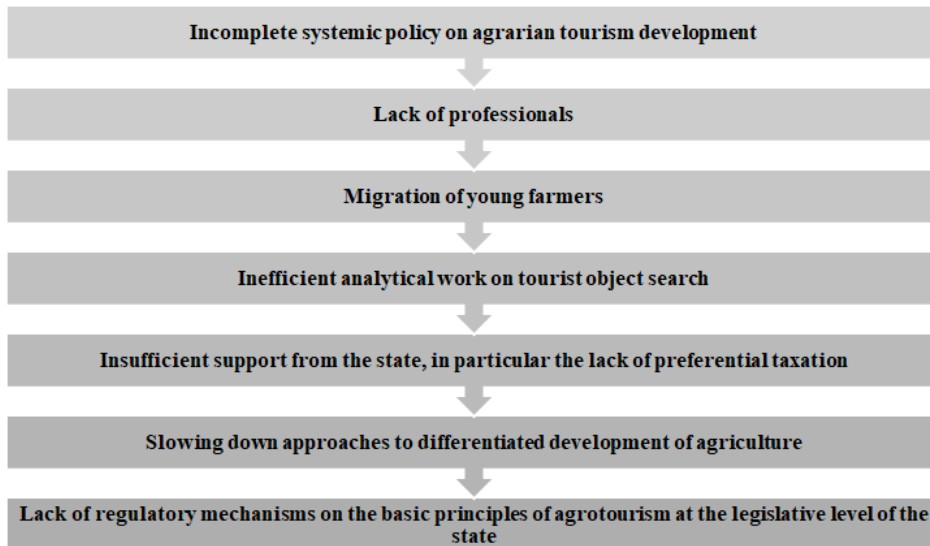 Incomplete systemic policy on agrarian tourism development
Lack of professionals
Migration of young farmers
Inefficient analytical work on tourist object search
Insufficient support from the state, in particular the lack of preferential taxation
Slowing down approaches to differentiated development of agriculture
Lack of regulatory mechanisms on the basic principles of agrotourism at the legislative level of the
state